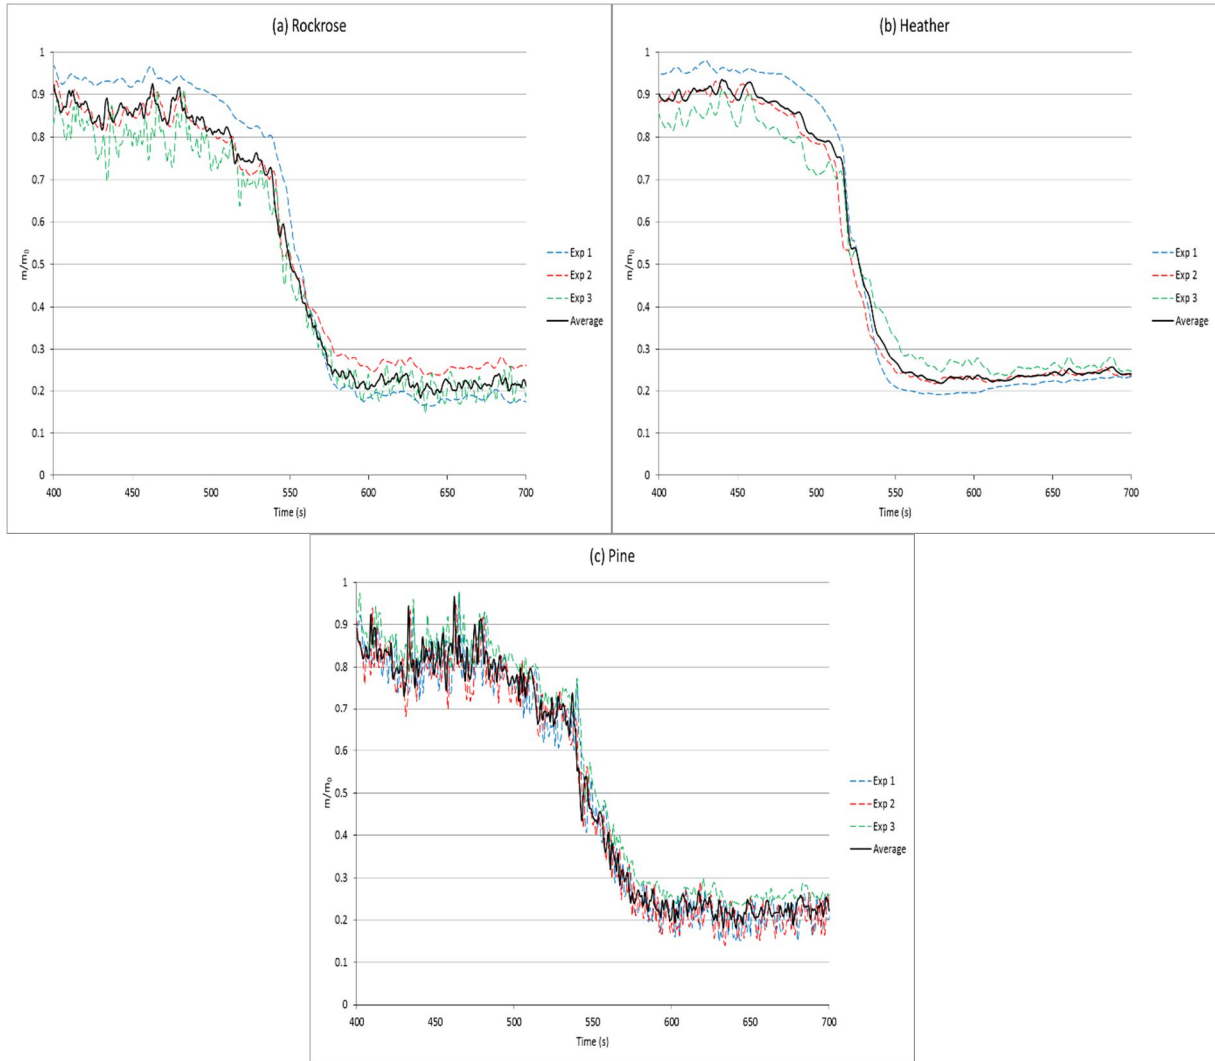 (a) Rockrose
1
0.9
0.8
0.7
0.6
0.5
0.4
0.3
0.2
0.1
0
m/m₀
400 450 500 550 600 650 700
Time (s)
Exp 1
Exp 2
Exp 3
Average
(b) Heather
1
0.9
0.8
0.7
0.6
0.5
0.4
0.3
0.2
0.1
0
m/m₀
400 450 500 550 600 650 700
Time (s)
Exp 1
Exp 2
Exp 3
Average
(c) Pine
1
0.9
0.8
0.7
0.6
0.5
0.4
0.3
0.2
0.1
0
m/m₀
400 450 500 550 600 650 700
Time (s)
Exp 1
Exp 2
Exp 3
Average